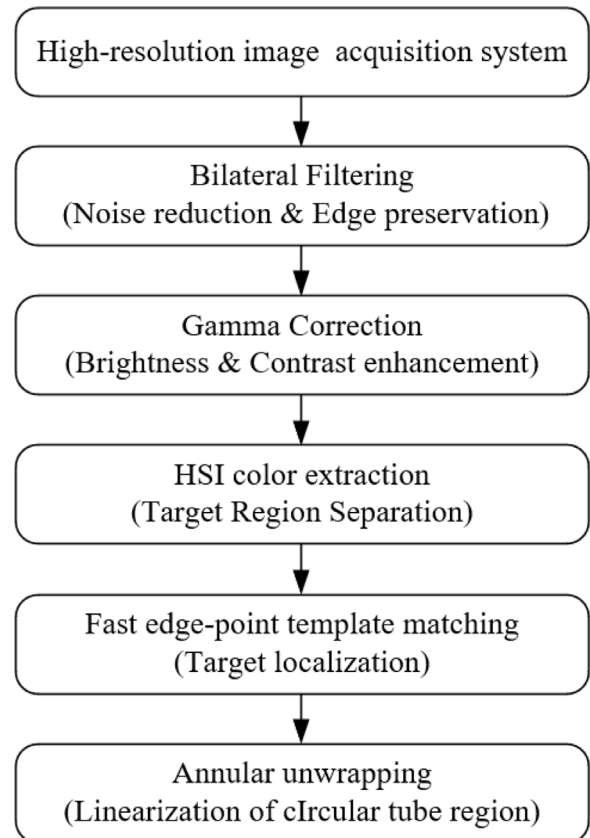 High-resolution image acquisition system
Bilateral Filtering
(Noise reduction & Edge preservation)
Gamma Correction
(Brightness & Contrast enhancement)
HSI color extraction
(Target Region Separation)
Fast edge-point template matching
(Target localization)
Annular unwrapping
(Linearization of cIrcular tube region)